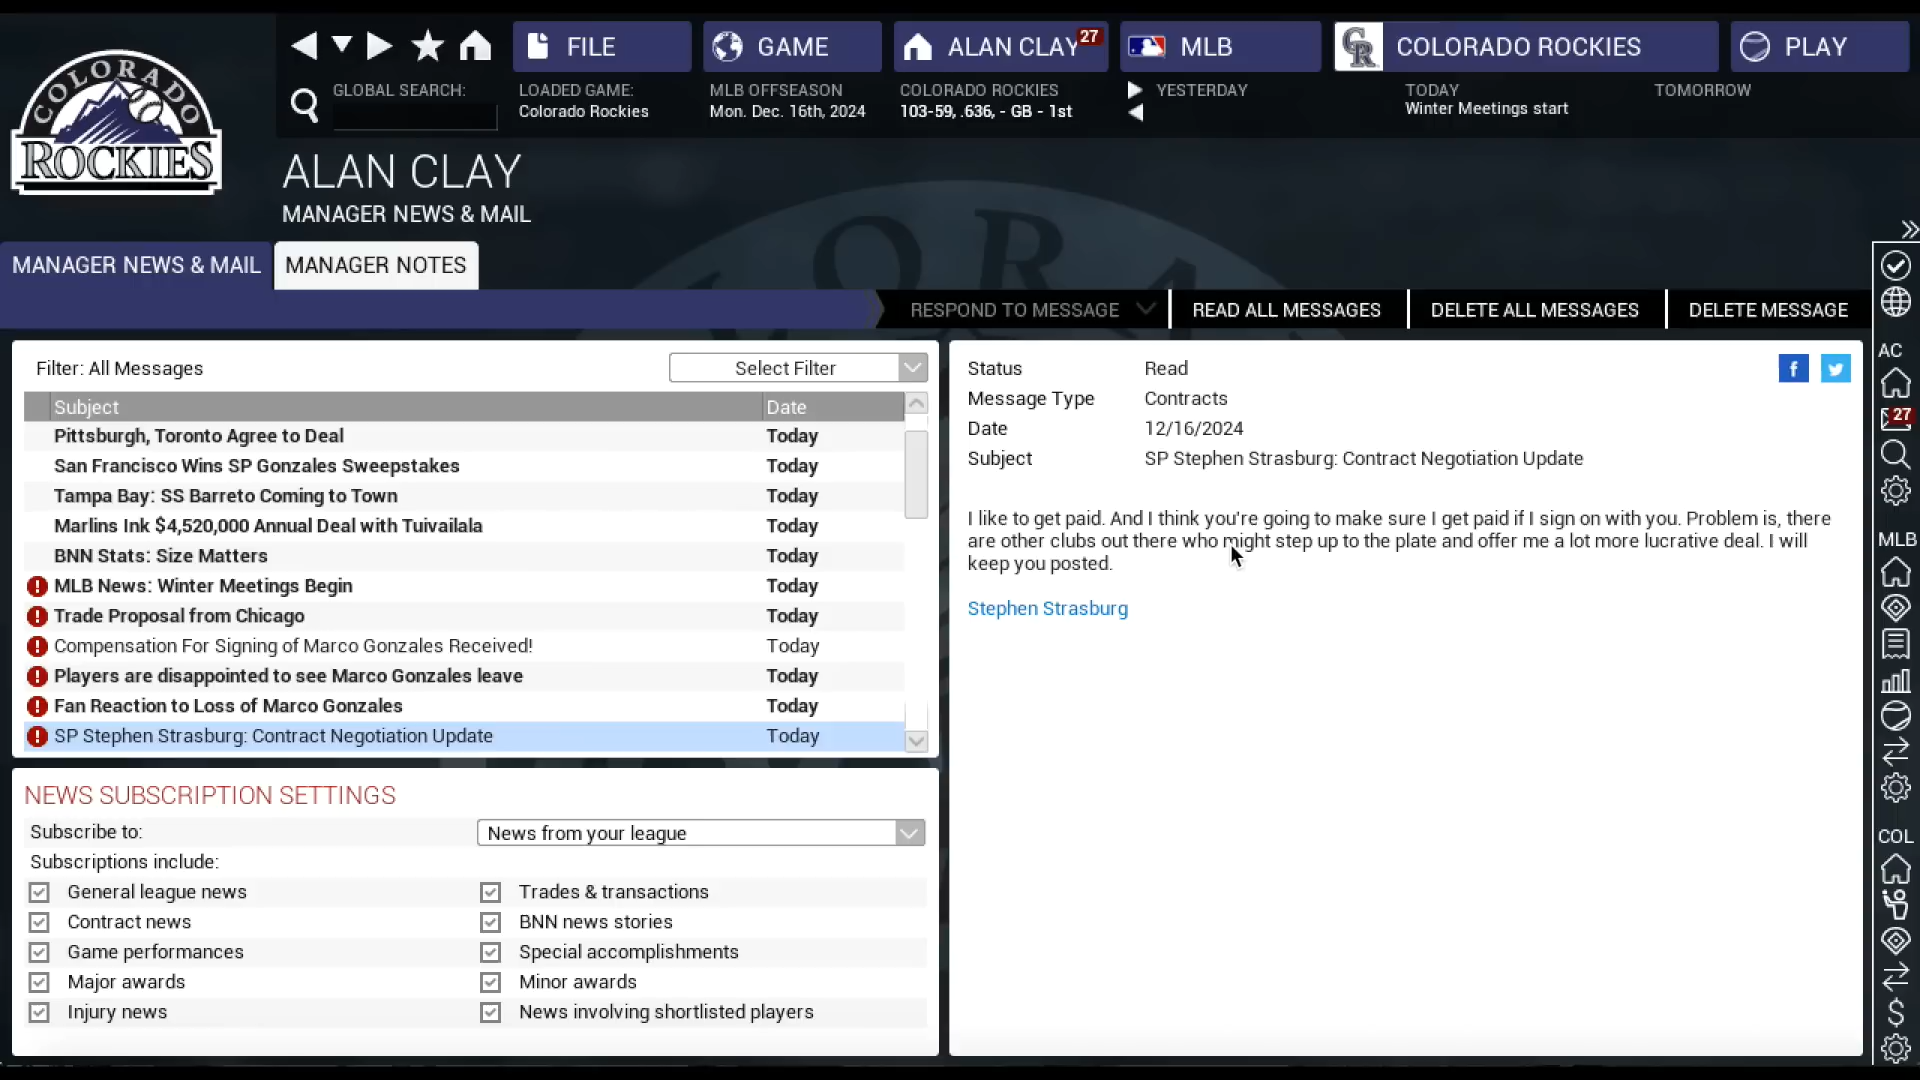 FILE
GAME
ALAN CLAY
27
MLB
COLORADO ROCKIES
PLAY
COLORADO
ROCKIES
GLOBAL SEARCH:
LOADED GAME:
Colorado Rockies
MLB OFFSEASON
Mon. Dec. 16th, 2024
COLORADO ROCKIES
103-59, .636, - GB - 1st
YESTERDAY
TODAY
Winter Meetings start
TOMORROW
ALAN CLAY
MANAGER NEWS & MAIL
MANAGER NEWS & MAIL
MANAGER NOTES
RESPOND TO MESSAGE
READ ALL MESSAGES
DELETE ALL MESSAGES
DELETE MESSAGE
Filter: All Messages
Select Filter
Subject Date
Pittsburgh, Toronto Agree to Deal Today
San Francisco Wins SP Gonzales Sweepstakes Today
Tampa Bay: SS Barreto Coming to Town Today
Marlins Ink $4,520,000 Annual Deal with Tuivailala Today
BNN Stats: Size Matters Today
MLB News: Winter Meetings Begin Today
Trade Proposal from Chicago Today
Compensation For Signing of Marco Gonzales Received! Today
Players are disappointed to see Marco Gonzales leave Today
Fan Reaction to Loss of Marco Gonzales Today
SP Stephen Strasburg: Contract Negotiation Update Today
NEWS SUBSCRIPTION SETTINGS
Subscribe to: News from your league
Subscriptions include:
General league news Trades & transactions
Contract news BNN news stories
Game performances Special accomplishments
Major awards Minor awards
Injury news News involving shortlisted players
Status Read
Message Type Contracts
Date 12/16/2024
Subject SP Stephen Strasburg: Contract Negotiation Update
I like to get paid. And I think you're going to make sure I get paid if I sign on with you. Problem is, there
are other clubs out there who might step up to the plate and offer me a lot more lucrative deal. I will
keep you posted.
Stephen Strasburg
AC
27
MLB
COL